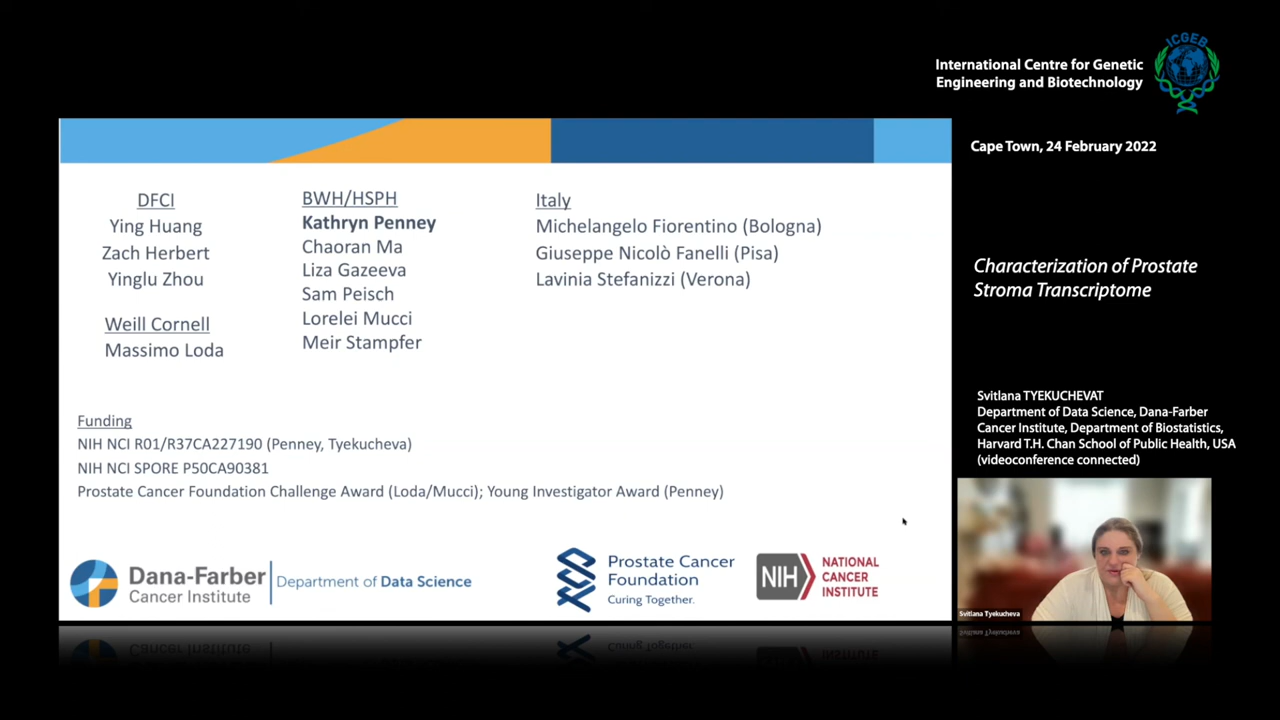 ICGEB
International Centre for Genetic
Engineering and Biotechnology
Cape Town, 24 February 2022
Characterization of Prostate
Stroma Transcriptome
Svitlana TYEKUCHEVAT
Department of Data Science, Dana-Farber
Cancer Institute, Department of Biostatistics,
Harvard T.H. Chan School of Public Health, USA
(videoconference connected)
Svitlana Tyekucheva
DFCI
Ying Huang
Zach Herbert
Yinglu Zhou
Weill Cornell
Massimo Loda
BWH/HSPH
Kathryn Penney
Chaoran Ma
Liza Gazeeva
Sam Peisch
Lorelei Mucci
Meir Stampfer
Italy
Michelangelo Fiorentino (Bologna)
Giuseppe Nicolò Fanelli (Pisa)
Lavinia Stefanizzi (Verona)
Funding
NIH NCI R01/R37CA227190 (Penney, Tyekucheva)
NIH NCI SPORE P50CA90381
Prostate Cancer Foundation Challenge Award (Loda/Mucci); Young Investigator Award (Penney)
Dana-Farber
Cancer Institute
Department of Data Science
Prostate Cancer
Foundation
Curing Together.
NIH
NATIONAL
CANCER
INSTITUTE